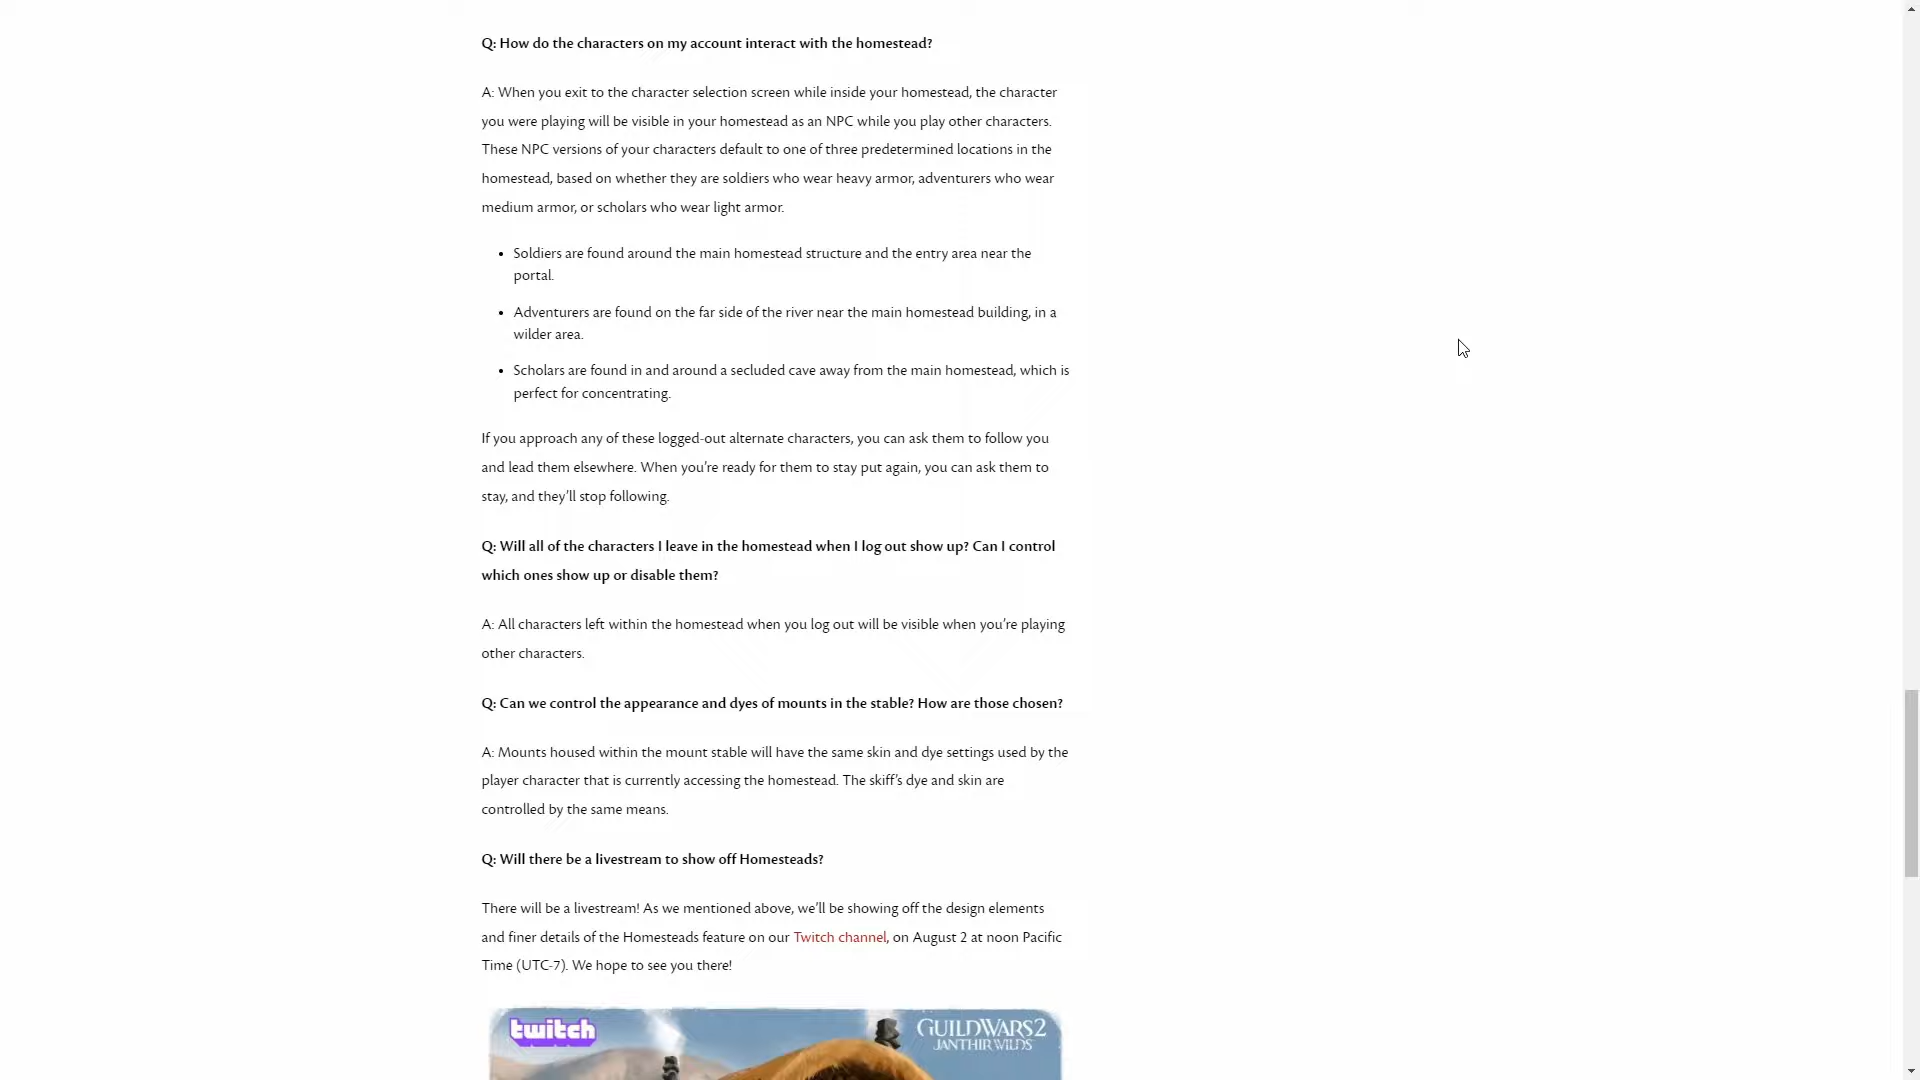 Q: How do the characters on my account interact with the homestead?
A: When you exit to the character selection screen while inside your homestead, the character
you were playing will be visible in your homestead as an NPC while you play other characters.
These NPC versions of your characters default to one of three predetermined locations in the
homestead, based on whether they are soldiers who wear heavy armor, adventurers who wear
medium armor, or scholars who wear light armor.
• Soldiers are found around the main homestead structure and the entry area near the
portal.
• Adventurers are found on the far side of the river near the main homestead building, in a
wilder area.
• Scholars are found in and around a secluded cave away from the main homestead, which is
perfect for concentrating.
If you approach any of these logged-out alternate characters, you can ask them to follow you
and lead them elsewhere. When you’re ready for them to stay put again, you can ask them to
stay, and they’ll stop following.
Q: Will all of the characters I leave in the homestead when I log out show up? Can I control
which ones show up or disable them?
A: All characters left within the homestead when you log out will be visible when you’re playing
other characters.
Q: Can we control the appearance and dyes of mounts in the stable? How are those chosen?
A: Mounts housed within the mount stable will have the same skin and dye settings used by the
player character that is currently accessing the homestead. The skiff’s dye and skin are
controlled by the same means.
Q: Will there be a livestream to show off Homesteads?
There will be a livestream! As we mentioned above, we’ll be showing off the design elements
and finer details of the Homesteads feature on our Twitch channel, on August 2 at noon Pacific
Time (UTC-7). We hope to see you there!
twitch
GUILD WARS 2
JANTHIR WILDS